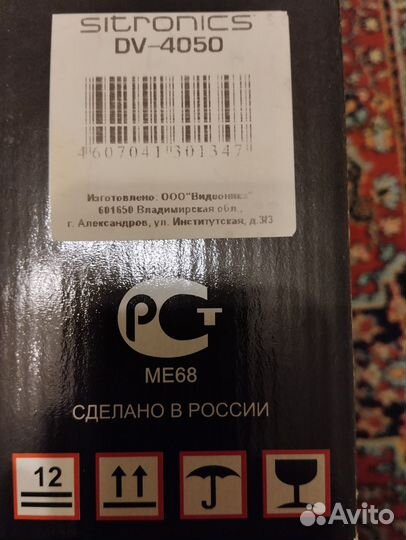 SITRONICS
DV-4050
4607041301347
Изготовлено: ООО"Видеоника"
601650 Владимирская обл.,
г. Александров, ул. Институтская, д.3/3
РСТ
МЕ68
СДЕЛАНО В РОССИИ
12
Avito